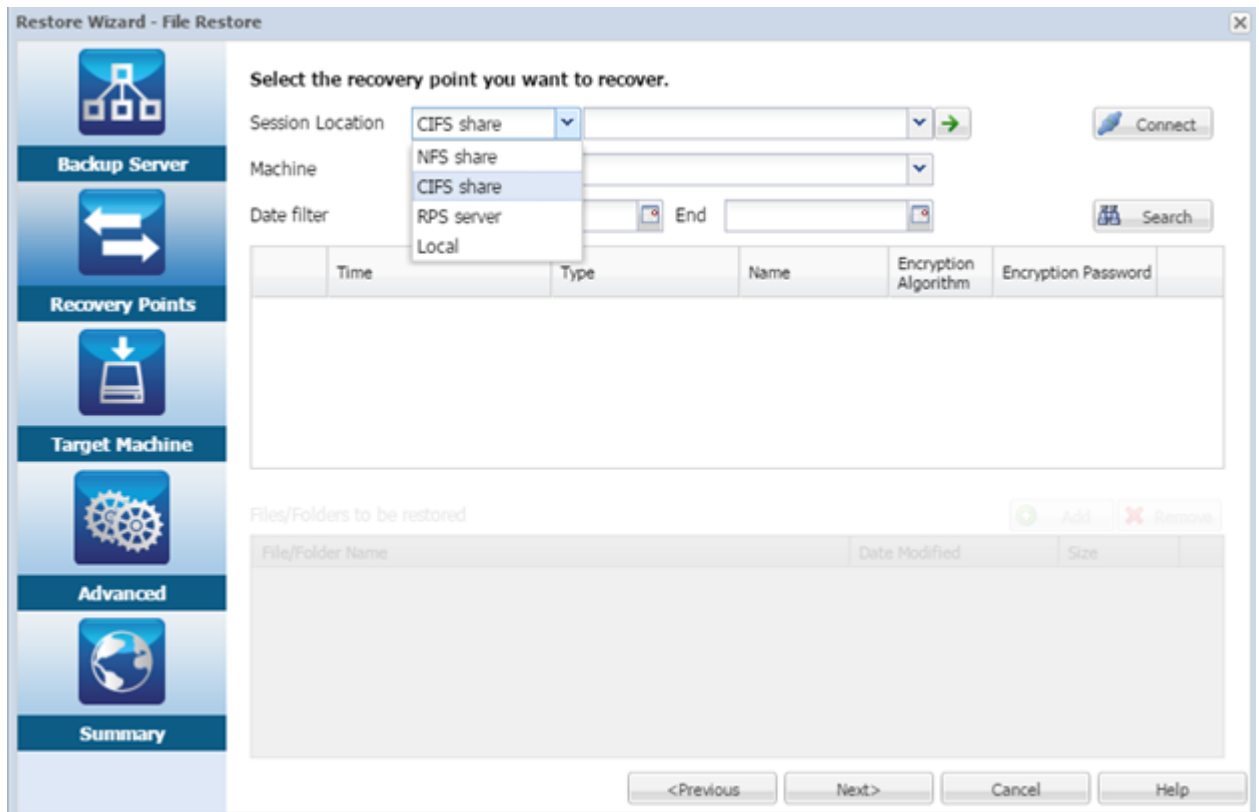 Restore Wizard - File Restore
Backup Server
Recovery Points
Target Machine
Advanced
Summary
Select the recovery point you want to recover.
Session Location CIFS share Connect
NFS share
Machine
CIFS share
Date filter RPS server End Search
Local
Time Type Name Encryption Algorithm Encryption Password
Files/Folders to be restored Add Remove
File/Folder Name Date Modified Size
<Previous Next> Cancel Help